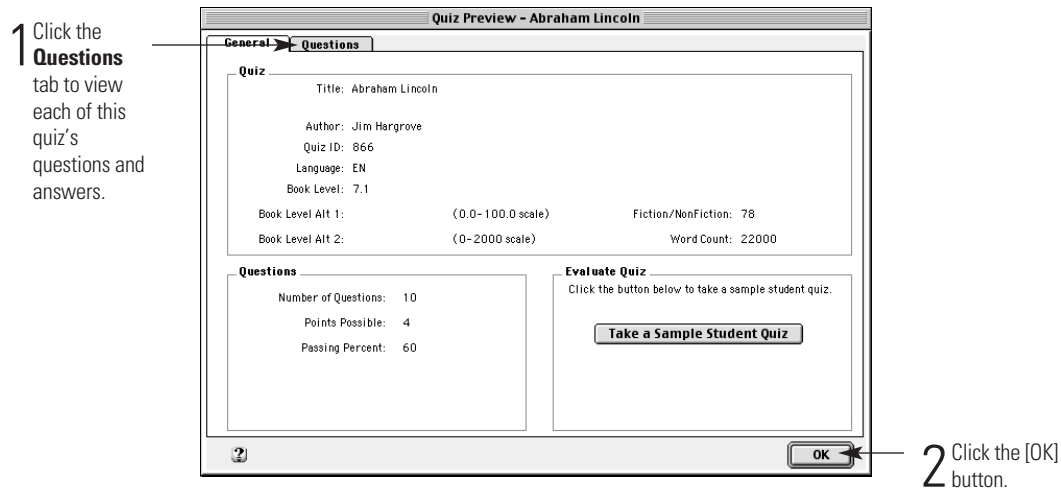 1 Click the
Questions
tab to view
each of this
quiz's
questions and
answers.
Quiz Preview - Abraham Lincoln
General Questions
Quiz
Title: Abraham Lincoln
Author: Jim Hargrove
Quiz ID: 866
Language: EN
Book Level: 7.1
Book Level Alt 1: (0.0-100.0 scale) Fiction/NonFiction: 78
Book Level Alt 2: (0-2000 scale) Word Count: 22000
Questions
Number of Questions: 10
Points Possible: 4
Passing Percent: 60
Evaluate Quiz
Click the button below to take a sample student quiz.
Take a Sample Student Quiz
?
OK
2 Click the [OK]
button.